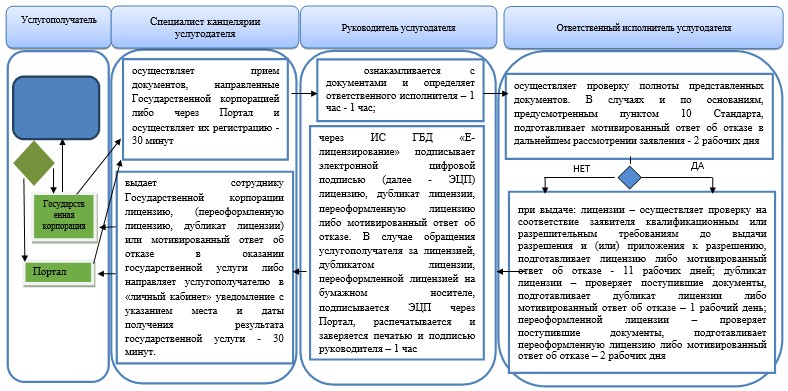 Услугополучатель
Специалист канцелярии
услугодателя
Руководитель услугодателя
Ответственный исполнитель услугодателя
осуществляет прием
документов, направленные
Государственной корпорацией
либо через Портал и
осуществляет их регистрацию -
30 минут
ознакамливается с
документами и определяет
ответственного исполнителя – 1
час - 1 час;
осуществляет проверку полноты представленных
документов. В случаях и по основаниям,
предусмотренным пунктом 10 Стандарта,
подготавливает мотивированный ответ об отказе в
дальнейшем рассмотрении заявления - 2 рабочих дня
НЕТ
ДА
Государств
енная
корпорация
Портал
выдает сотруднику
Государственной корпорации
лицензию, (переоформленную
лицензию, дубликат лицензии)
или мотивированный ответ об
отказе в оказании
государственной услуги либо
направляет услугополучателю в
«личный кабинет» уведомление с
указанием места и даты
получения результата
государственной услуги - 30
минут.
через ИС ГБД «Е-
лицензирование» подписывает
электронной цифровой
подписью (далее - ЭЦП)
лицензию, дубликат лицензии,
переоформленную лицензию
либо мотивированный ответ об
отказе. В случае обращения
услугополучателя за лицензией,
дубликатом лицензии,
переоформленной лицензией на
бумажном носителе,
подписывается ЭЦП через
Портал, распечатывается и
заверяется печатью и подписью
руководителя – 1 час
при выдаче: лицензии – осуществляет проверку на
соответствие заявителя квалификационным или
разрешительным требованиям до выдачи
разрешения и (или) приложения к разрешению,
подготавливает лицензию либо мотивированный
ответ об отказе - 11 рабочих дней; дубликат
лицензии – проверяет поступившие документы,
подготавливает дубликат лицензии либо
мотивированный ответ об отказе – 1 рабочий день;
переоформленной лицензии – проверяет
поступившие документы, подготавливает
переоформленную лицензию либо мотивированный
ответ об отказе – 2 рабочих дня